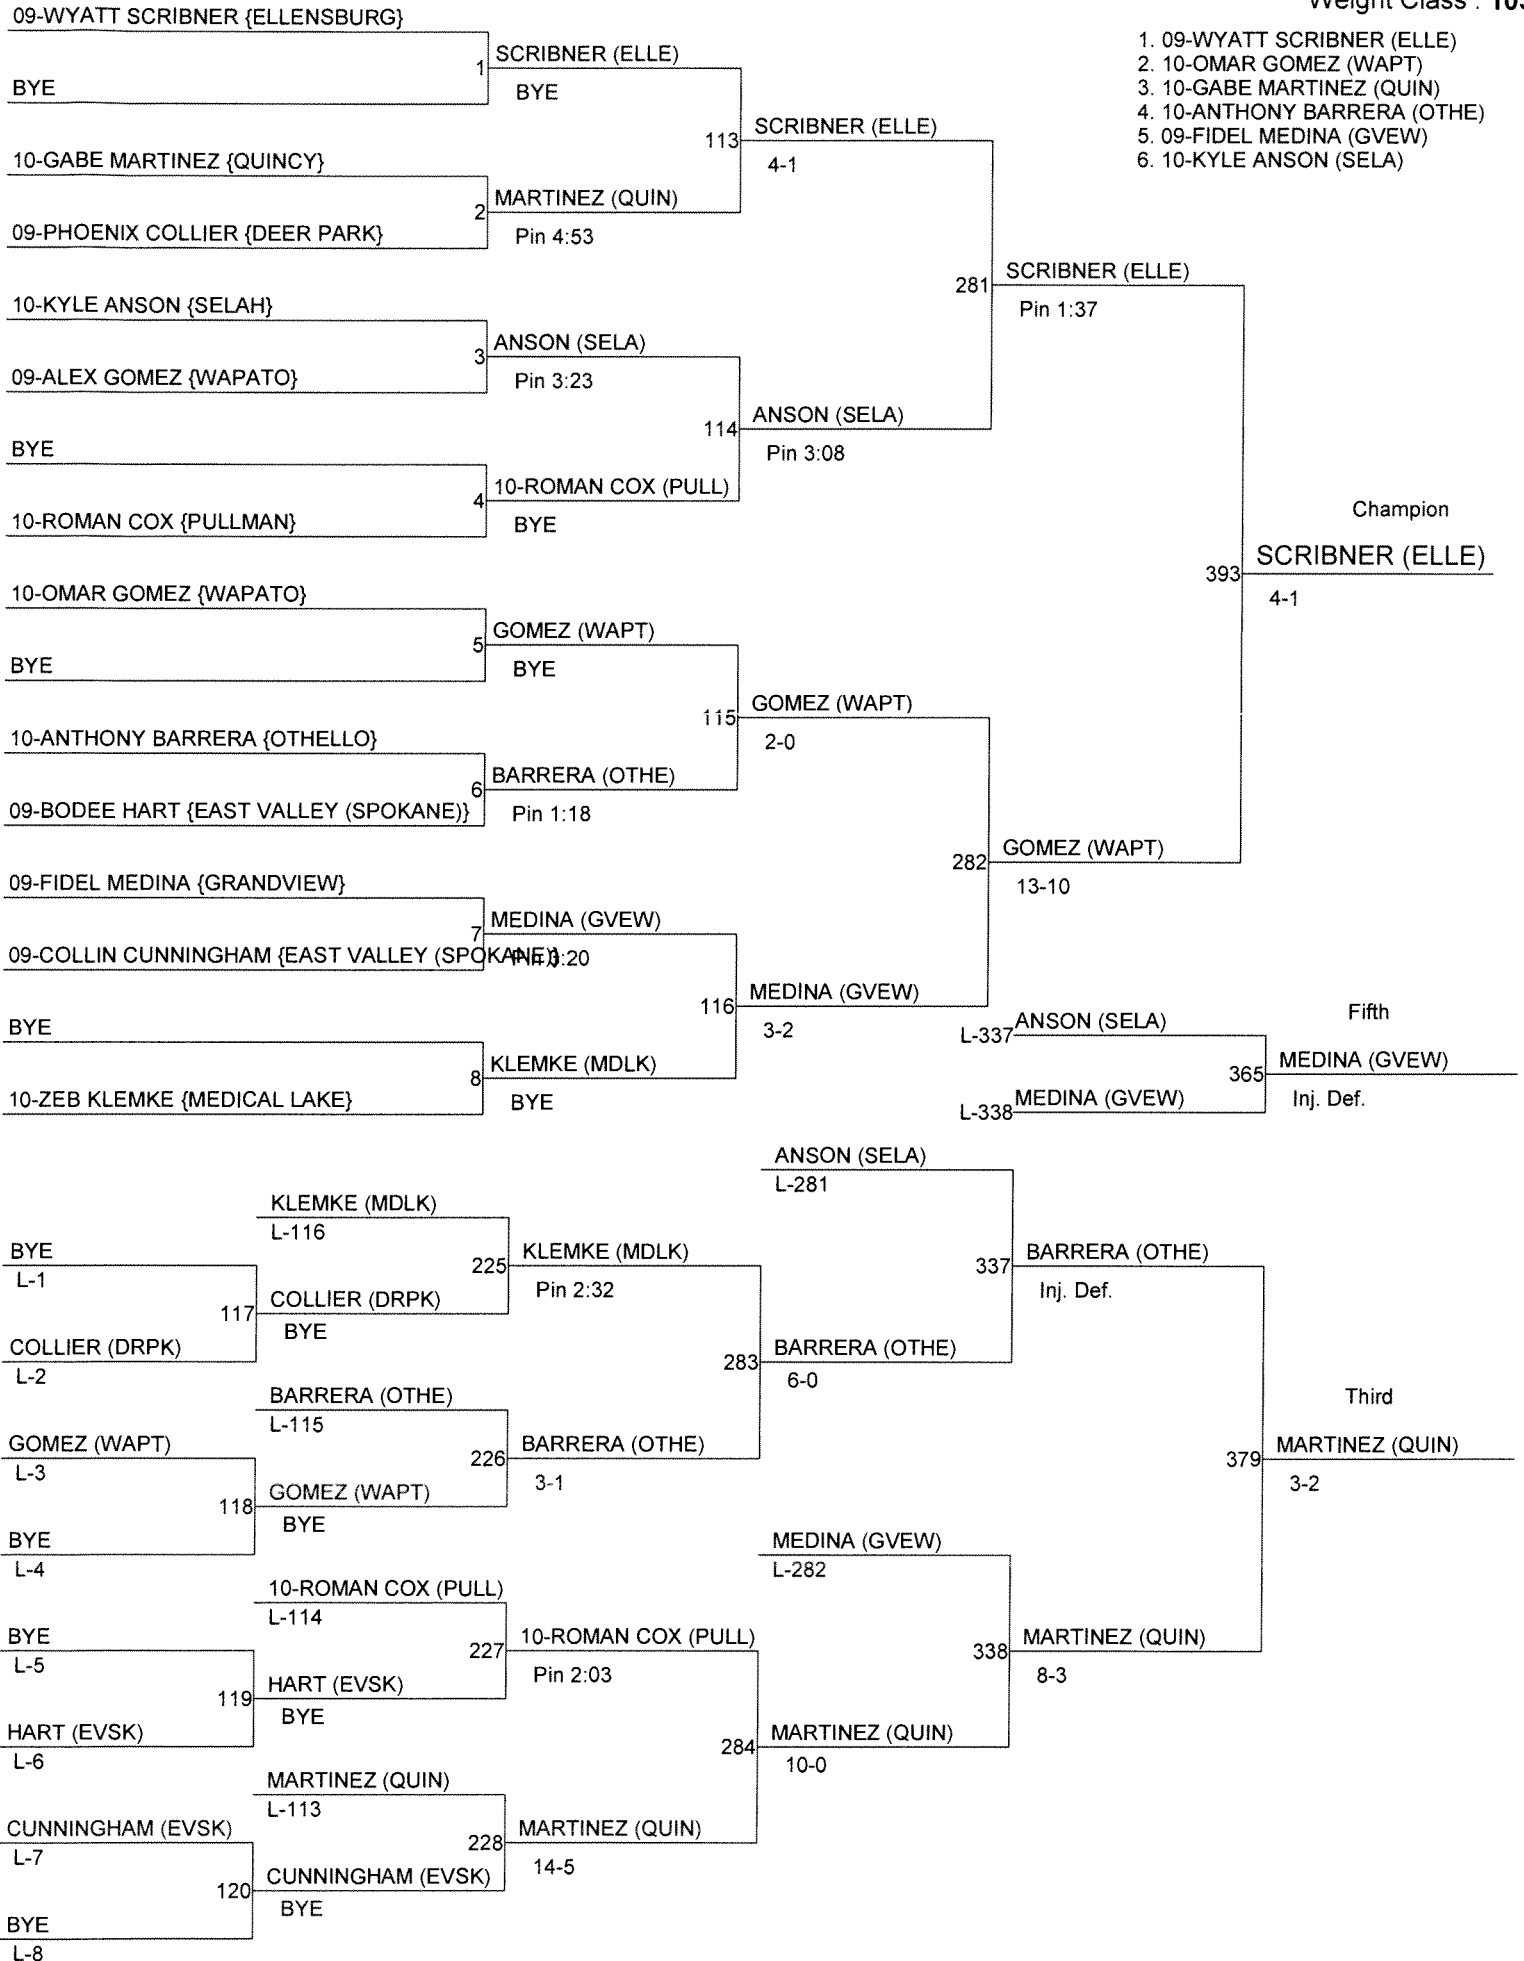 Weight Class :
1. 09-WYATT SCRIBNER (ELLE)
2. 10-OMAR GOMEZ (WAPT)
3. 10-GABE MARTINEZ (QUIN)
4. 10-ANTHONY BARRERA (OTHE)
5. 09-FIDEL MEDINA (GVEW)
6. 10-KYLE ANSON (SELA)
09-WYATT SCRIBNER {ELLENSBURG}
BYE
10-GABE MARTINEZ {QUINCY}
09-PHOENIX COLLIER {DEER PARK}
10-KYLE ANSON {SELAH}
09-ALEX GOMEZ {WAPATO}
BYE
10-ROMAN COX {PULLMAN}
10-OMAR GOMEZ {WAPATO}
BYE
10-ANTHONY BARRERA {OTHELLO}
09-BODEE HART {EAST VALLEY (SPOKANE)}
09-FIDEL MEDINA {GRANDVIEW}
09-COLLIN CUNNINGHAM {EAST VALLEY (SPOKANE)}
BYE
10-ZEB KLEMKE {MEDICAL LAKE}
1 SCRIBNER (ELLE)
BYE
2 MARTINEZ (QUIN)
Pin 4:53
3 ANSON (SELA)
Pin 3:23
4 10-ROMAN COX (PULL)
BYE
5 GOMEZ (WAPT)
BYE
6 BARRERA (OTHE)
Pin 1:18
7 MEDINA (GVEW)
Pin :20
8 KLEMKE (MDLK)
BYE
113 SCRIBNER (ELLE)
4-1
114 ANSON (SELA)
Pin 3:08
115 GOMEZ (WAPT)
2-0
116 MEDINA (GVEW)
3-2
281 SCRIBNER (ELLE)
Pin 1:37
282 GOMEZ (WAPT)
13-10
Champion
393 SCRIBNER (ELLE)
4-1
Fifth
L-337 ANSON (SELA)
L-338 MEDINA (GVEW)
365 MEDINA (GVEW)
Inj. Def.
BYE
L-1
COLLIER (DRPK)
L-2
GOMEZ (WAPT)
L-3
BYE
L-4
BYE
L-5
HART (EVSK)
L-6
CUNNINGHAM (EVSK)
L-7
BYE
L-8
KLEMKE (MDLK)
L-116
117 COLLIER (DRPK)
BYE
BARRERA (OTHE)
L-115
118 GOMEZ (WAPT)
BYE
10-ROMAN COX (PULL)
L-114
119 HART (EVSK)
BYE
MARTINEZ (QUIN)
L-113
120 CUNNINGHAM (EVSK)
BYE
225 KLEMKE (MDLK)
Pin 2:32
226 BARRERA (OTHE)
3-1
227 10-ROMAN COX (PULL)
Pin 2:03
228 MARTINEZ (QUIN)
14-5
ANSON (SELA)
L-281
283 BARRERA (OTHE)
6-0
MEDINA (GVEW)
L-282
284 MARTINEZ (QUIN)
10-0
337 BARRERA (OTHE)
Inj. Def.
338 MARTINEZ (QUIN)
8-3
Third
379 MARTINEZ (QUIN)
3-2